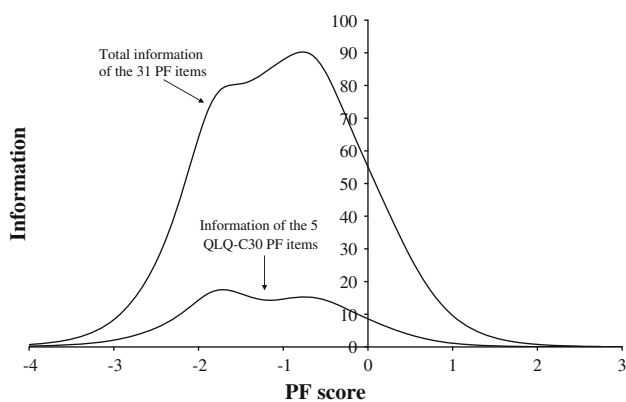 100
90
80
70
60
50
40
30
20
10
0
Total information
of the 31 PF items
Information of the 5
QLQ-C30 PF items
Information
-4 -3 -2 -1 0 1 2 3
PF score